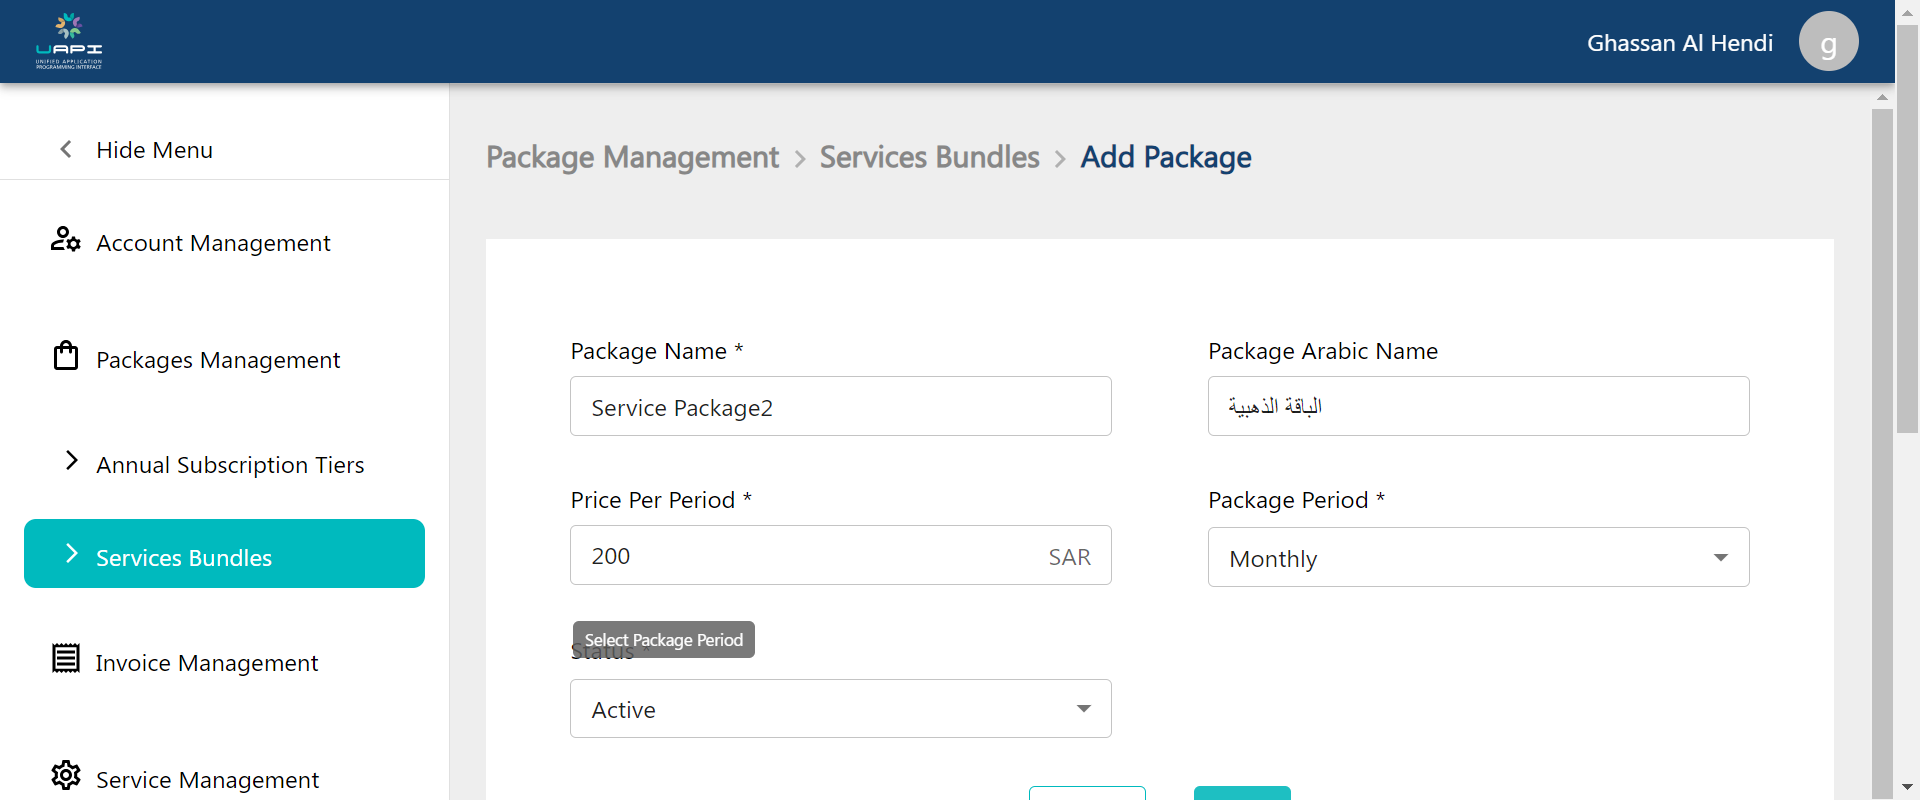 UAPI
UNIFIED APPLICATION
PROGRAMMING INTERFACE
Ghassan Al Hendi
g
Hide Menu
Package Management > Services Bundles > Add Package
Account Management
Packages Management
Annual Subscription Tiers
Services Bundles
Invoice Management
Service Management
Package Name *
Package Arabic Name
Service Package2
الباقة الذهبية
Price Per Period *
Package Period *
200
SAR
Monthly
Select Package Period
Status *
Active